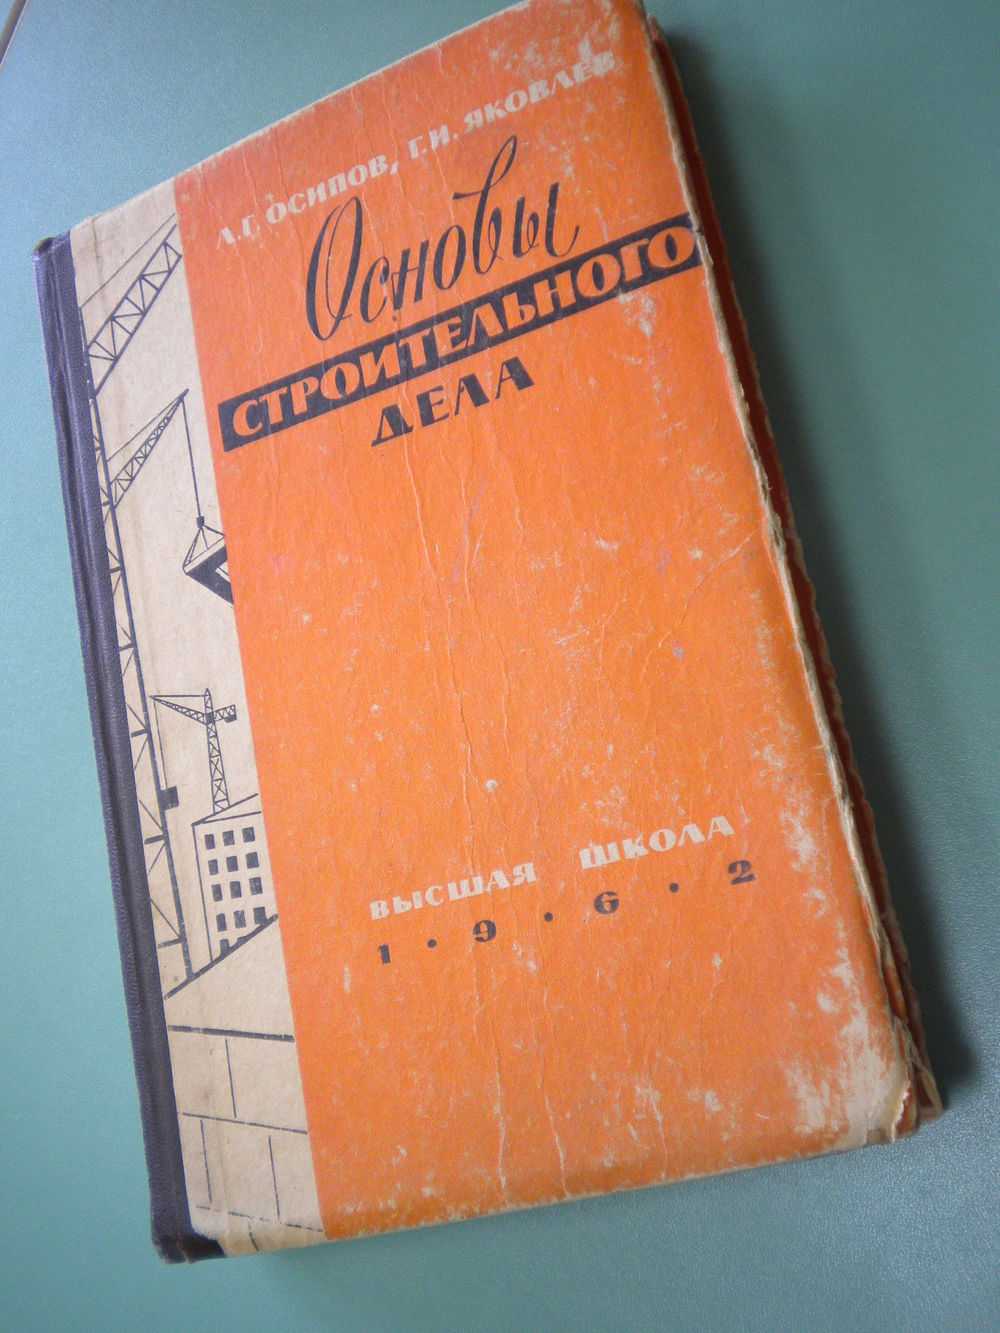 Л.Г. ОСИПОВ, Г.И. ЯКОВЛЕВ
Основы
СТРОИТЕЛЬНОГО
ДЕЛА
ВЫСШАЯ ШКОЛА
1 • 9 • 6 • 2